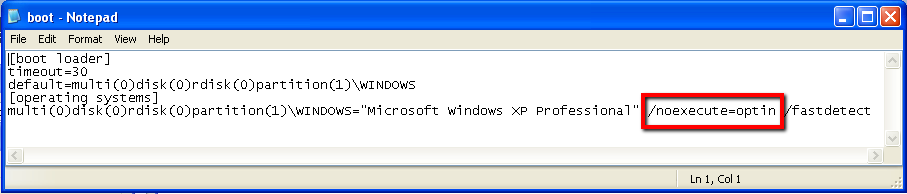 boot - Notepad
File Edit Format View Help
[boot loader]
timeout=30
default=multi(0)disk(0)rdisk(0)partition(1)\WINDOWS
[operating systems]
multi(0)disk(0)rdisk(0)partition(1)\WINDOWS="Microsoft Windows XP Professional" /noexecute=optin /fastdetect
Ln 1, Col 1